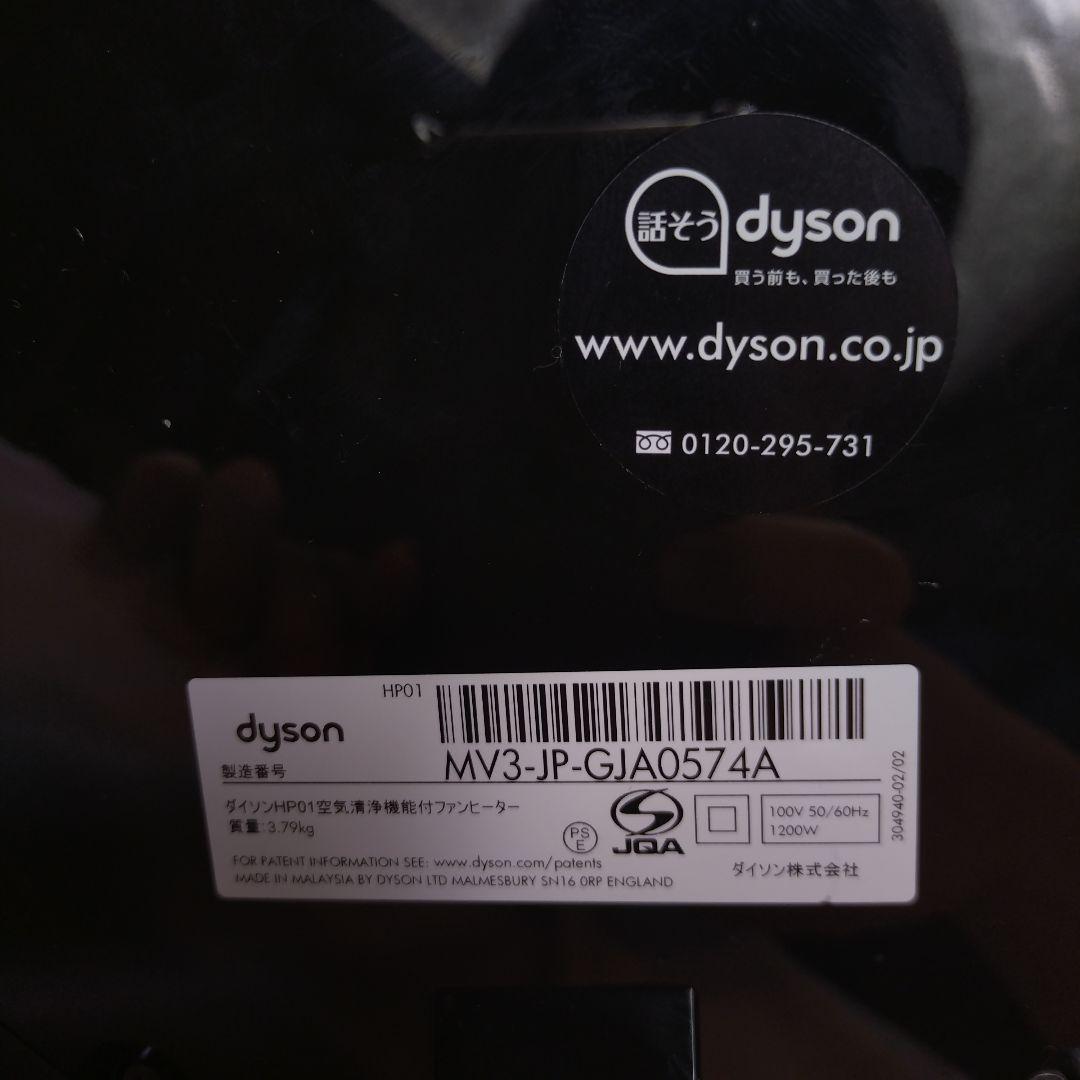 話そう dyson
買う前も、買った後も
www.dyson.co.jp
0120-295-731
HP01
dyson
製造番号 MV3-JP-GJA0574A
ダイソンHP01空気清浄機能付ファンヒーター
質量:3.79kg
PS
E
JQA
100V 50/60Hz
1200W
304940-02/02
FOR PATENT INFORMATION SEE: www.dyson.com/patents
MADE IN MALAYSIA BY DYSON LTD MALMESBURY SN16 0RP ENGLAND
ダイソン株式会社